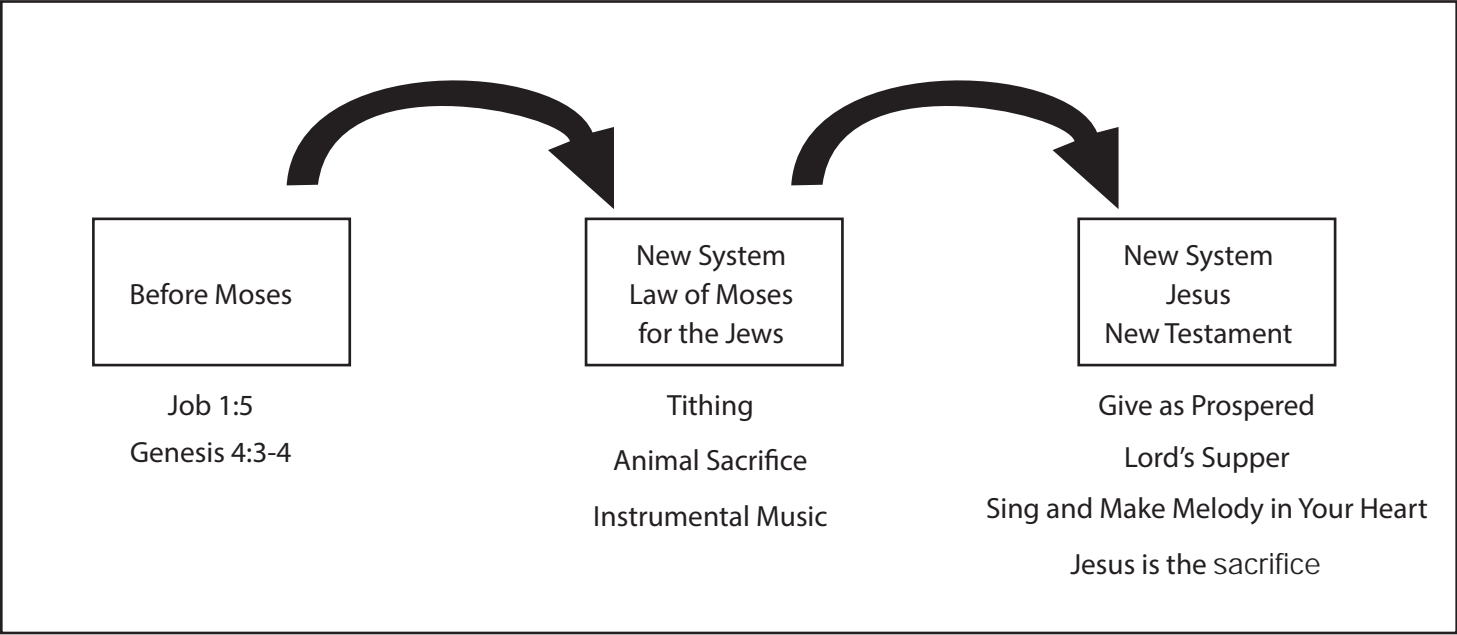 Before Moses
Job 1:5
Genesis 4:3-4
New System
Law of Moses
for the Jews
Tithing
Animal Sacrifice
Instrumental Music
New System
Jesus
New Testament
Give as Prospered
Lord's Supper
Sing and Make Melody in Your Heart
Jesus is the sacrifice